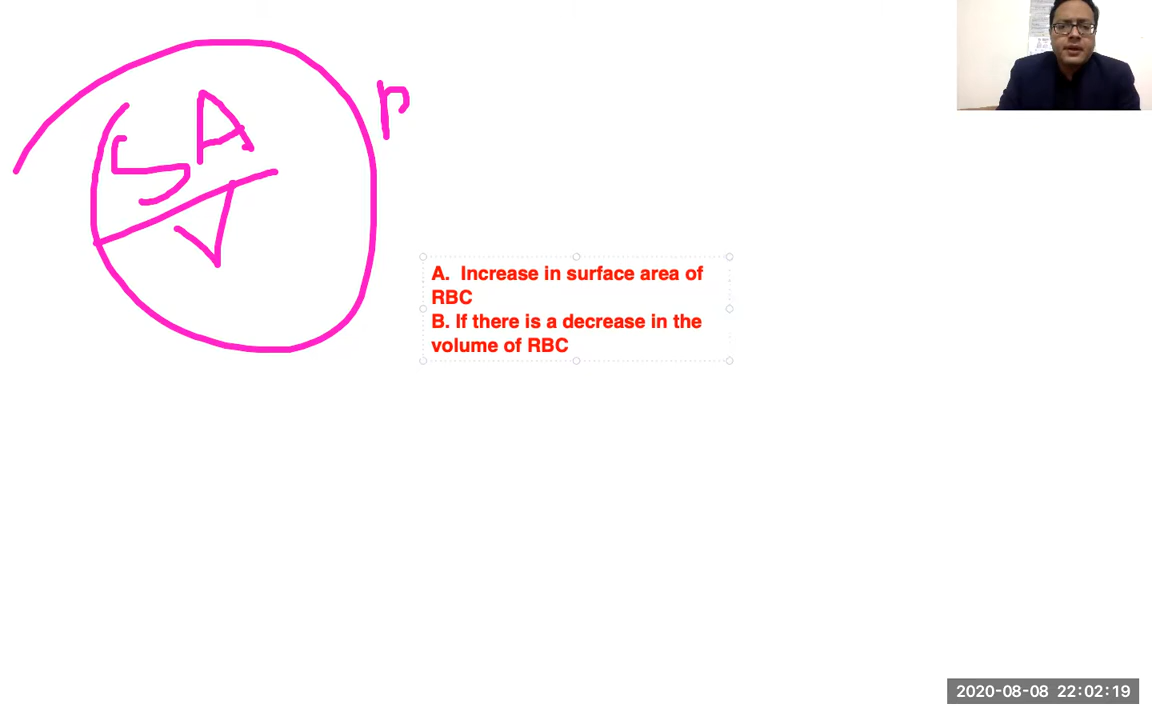 SA
V
A. Increase in surface area of
RBC
B. If there is a decrease in the
volume of RBC
2020-08-08 22:02:19